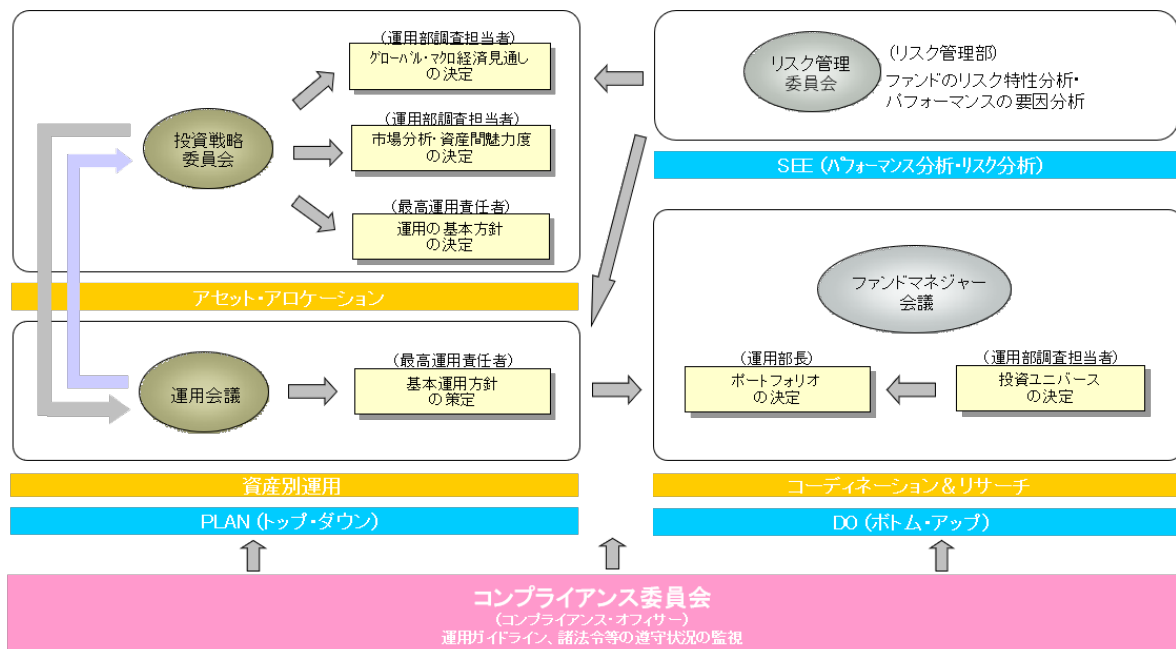 (運用部調査担当者)
グローバル・マクロ経済見通し
の決定
投資戦略
委員会
(運用部調査担当者)
市場分析・資産間魅力度
の決定
(最高運用責任者)
運用の基本方針
の決定
アセット・アロケーション
運用会議
(最高運用責任者)
基本運用方針
の策定
資産別運用
PLAN (トップ・ダウン)
リスク管理
委員会
(リスク管理部)
ファンドのリスク特性分析・
パフォーマンスの要因分析
SEE (パフォーマンス分析・リスク分析)
ファンドマネジャー
会議
(運用部長)
ポートフォリオ
の決定
(運用部調査担当者)
投資ユニバース
の決定
コーディネーション&リサーチ
DO (ボトム・アップ)
コンプライアンス委員会
(コンプライアンス・オフィサー)
運用ガイドライン、諸法令等の遵守状況の監視